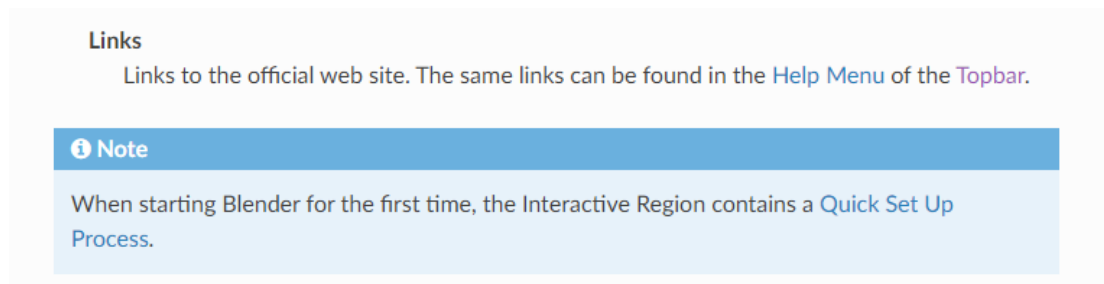 Links
Links to the official web site. The same links can be found in the Help Menu of the Topbar.
Note
When starting Blender for the first time, the Interactive Region contains a Quick Set Up
Process.